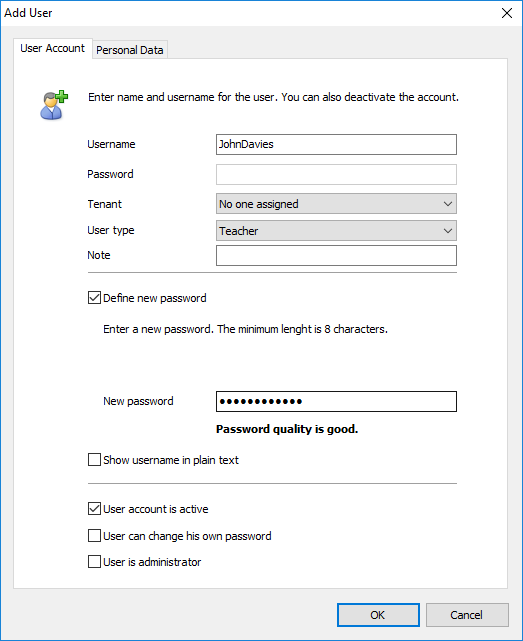 Add User
User Account Personal Data
Enter name and username for the user. You can also deactivate the account.
Username JohnDavies
Password
Tenant No one assigned
User type Teacher
Note
Define new password
Enter a new password. The minimum lenght is 8 characters.
New password ••••••••••••
Password quality is good.
Show username in plain text
User account is active
User can change his own password
User is administrator
OK Cancel